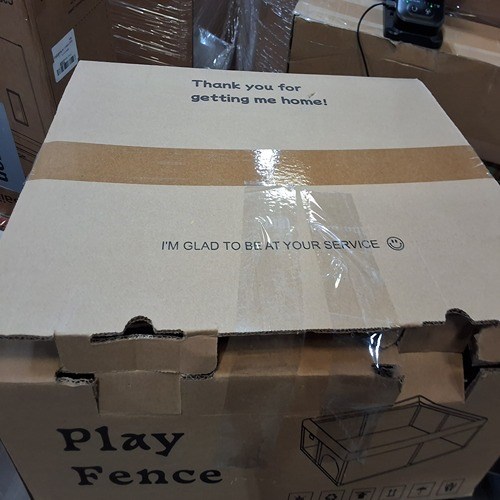 Thank you for
getting me home!
I'M GLAD TO BE AT YOUR SERVICE
Play
Fence